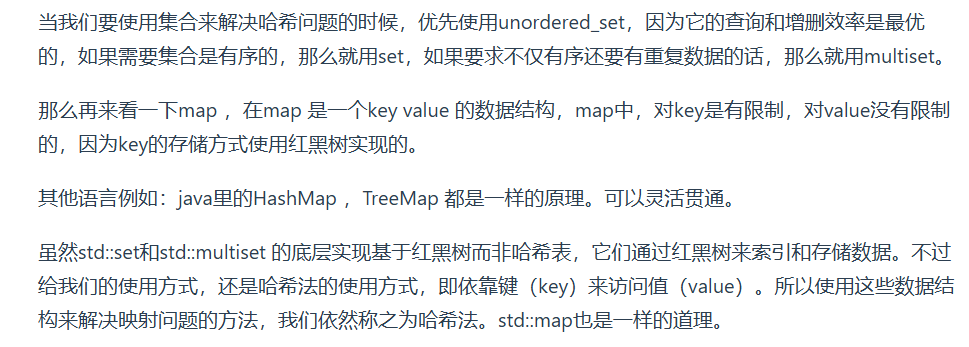 当我们要使用集合来解决哈希问题的时候，优先使用unordered_set，因为它的查询和增删效率是最优
的，如果需要集合是有序的，那么就用set，如果要求不仅有序还要有重复数据的话，那么就用multiset。
那么再来看一下map ，在map 是一个key value 的数据结构，map中，对key是有限制，对value没有限制
的，因为key的存储方式使用红黑树实现的。
其他语言例如：java里的HashMap ，TreeMap 都是一样的原理。可以灵活贯通。
虽然std::set和std::multiset 的底层实现基于红黑树而非哈希表，它们通过红黑树来索引和存储数据。不过
给我们的使用方式，还是哈希法的使用方式，即依靠键（key）来访问值（value）。所以使用这些数据结
构来解决映射问题的方法，我们依然称之为哈希法。std::map也是一样的道理。